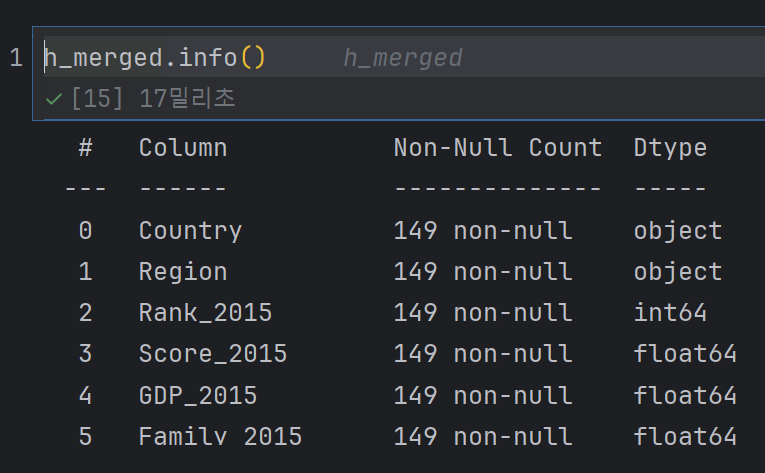 1 h_merged.info() h_merged
[15] 17밀리초
# Column Non-Null Count Dtype
--- ------ -------------- -----
0 Country 149 non-null object
1 Region 149 non-null object
2 Rank_2015 149 non-null int64
3 Score_2015 149 non-null float64
4 GDP_2015 149 non-null float64
5 Family 2015 149 non-null float64